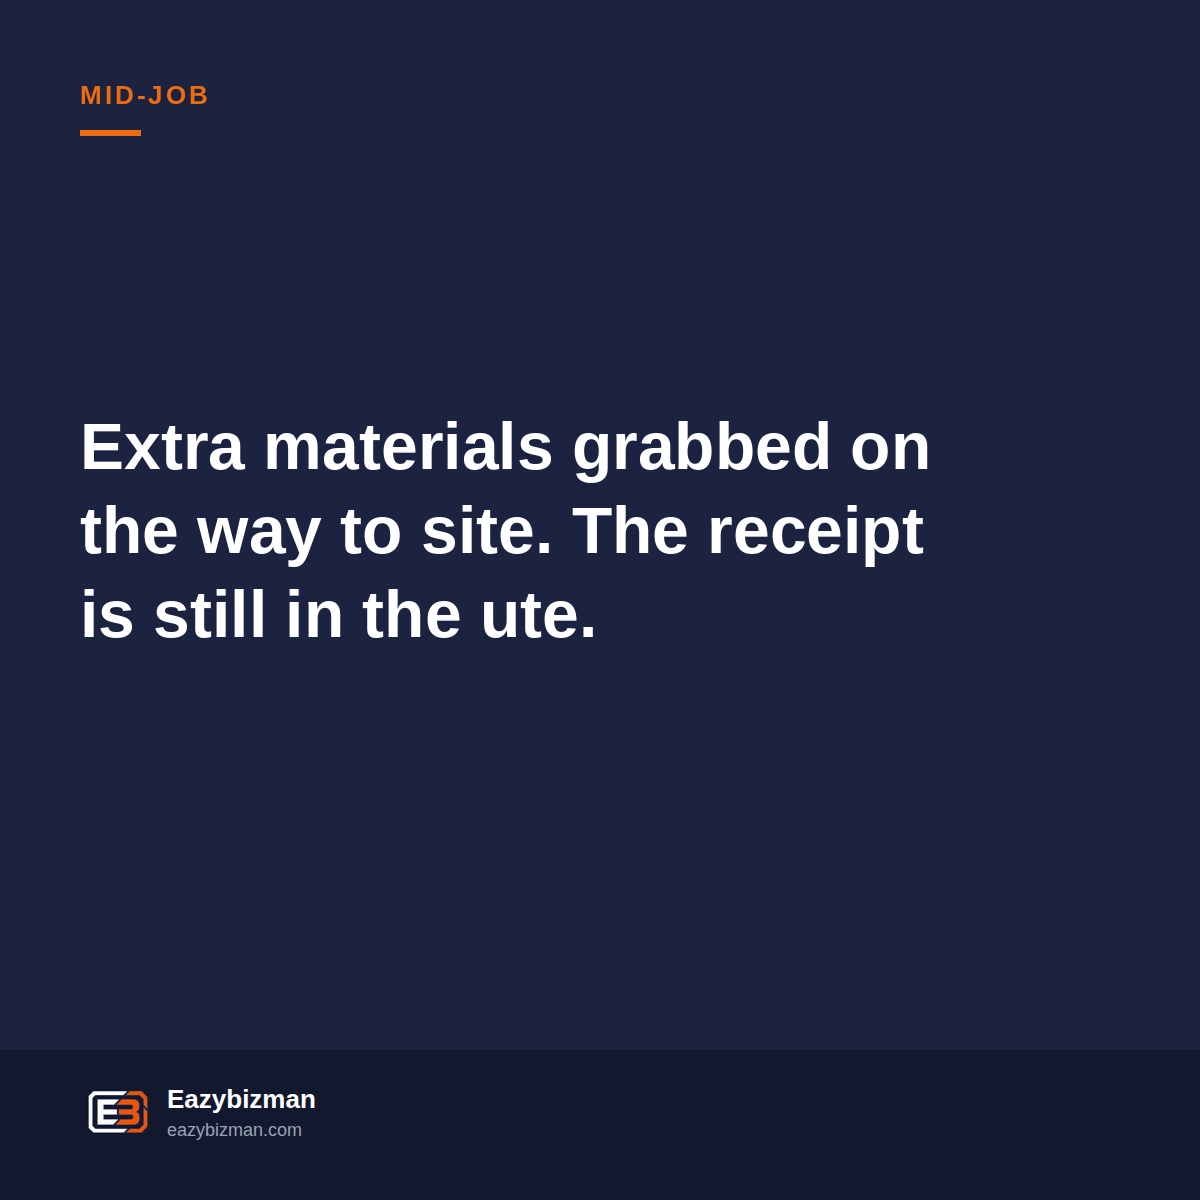 MID-JOB
Extra materials grabbed on
the way to site. The receipt
is still in the ute.
EB
Eazybizman
eazybizman.com